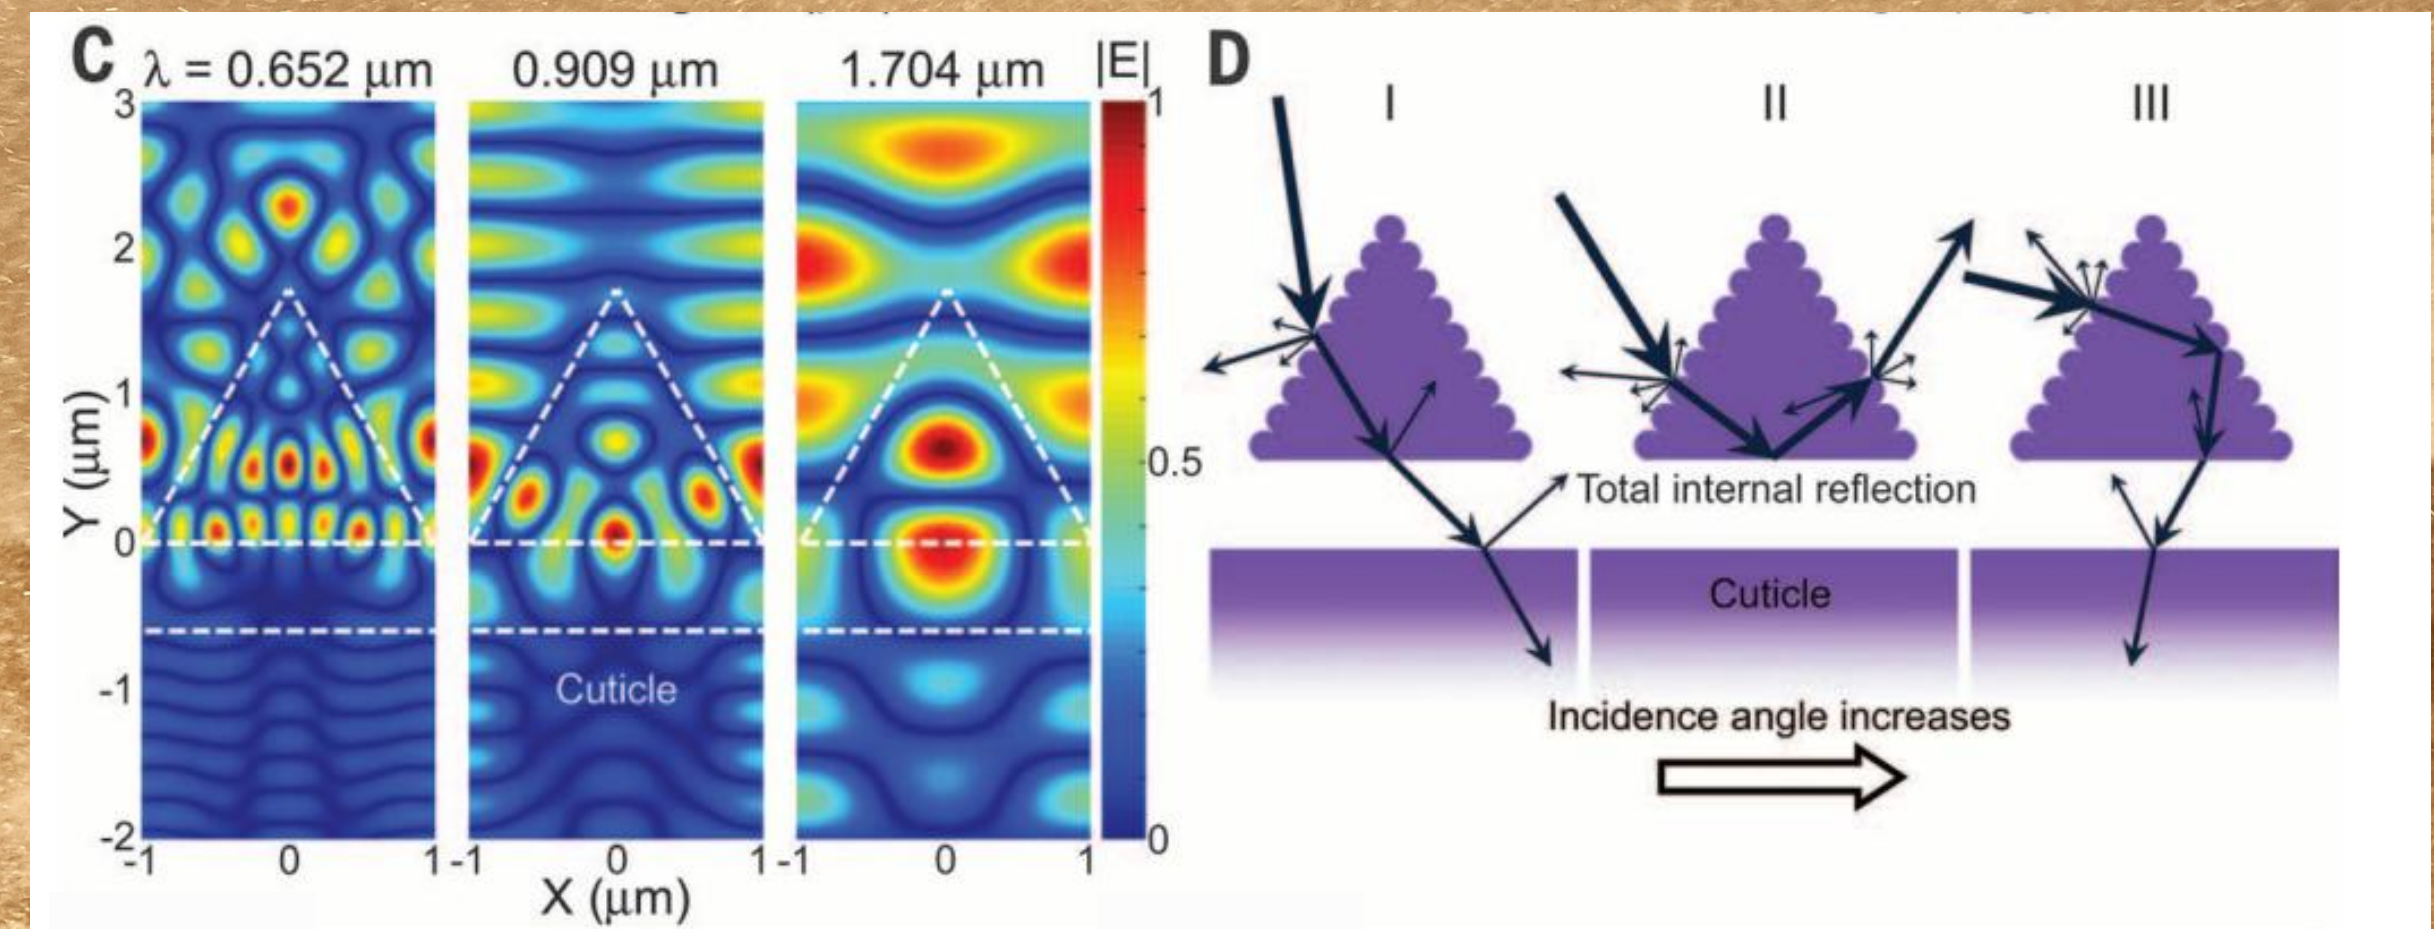 C
λ = 0.652 μm
0.909 μm
1.704 μm
|E|
3
2
1
0
-1
-2
Y (μm)
-1
0
1
-1
0
1
-1
0
1
X (μm)
1
0.5
0
Cuticle
D
I
II
III
Total internal reflection
Cuticle
Incidence angle increases